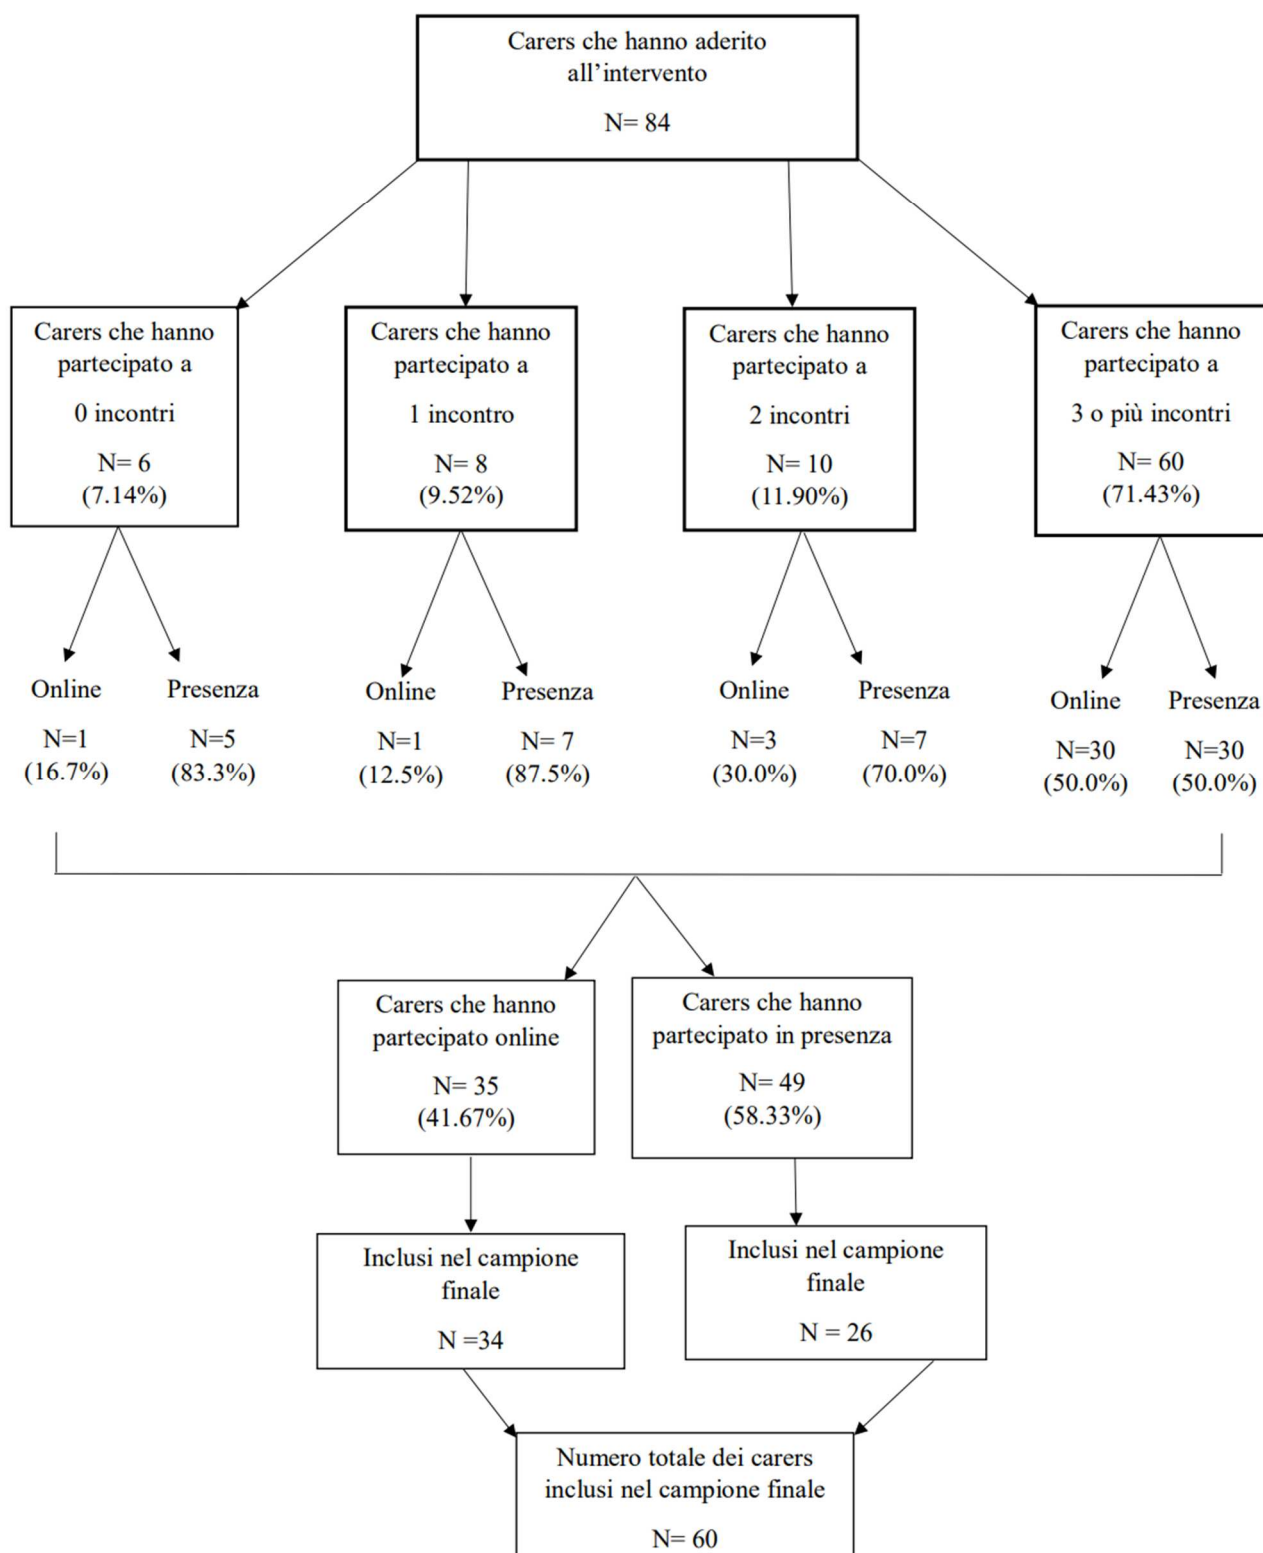 Carers che hanno aderito
all'intervento
N= 84
Carers che hanno
partecipato a
0 incontri
N= 6
(7.14%)
Carers che hanno
partecipato a
1 incontro
N= 8
(9.52%)
Carers che hanno
partecipato a
2 incontri
N= 10
(11.90%)
Carers che hanno
partecipato a
3 o più incontri
N= 60
(71.43%)
Online
N=1
(16.7%)
Presenza
N=5
(83.3%)
Online
N=1
(12.5%)
Presenza
N= 7
(87.5%)
Online
N=3
(30.0%)
Presenza
N=7
(70.0%)
Online
N=30
(50.0%)
Presenza
N=30
(50.0%)
Carers che hanno
partecipato online
N= 35
(41.67%)
Carers che hanno
partecipato in presenza
N= 49
(58.33%)
Inclusi nel campione
finale
N =34
Inclusi nel campione
finale
N = 26
Numero totale dei carers
inclusi nel campione finale
N= 60